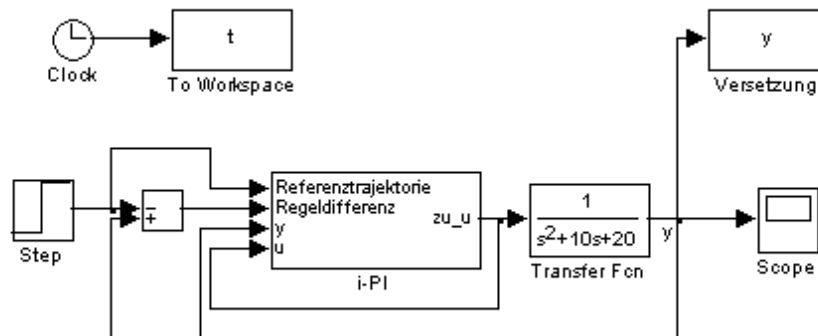 t
y
Clock
To Workspace
Versetzung
Referenztrajektorie
Regeldifferenz
y
u
zu_u
−
+
1
s²+10s+20
y
Step
i-PI
Transfer Fcn
Scope